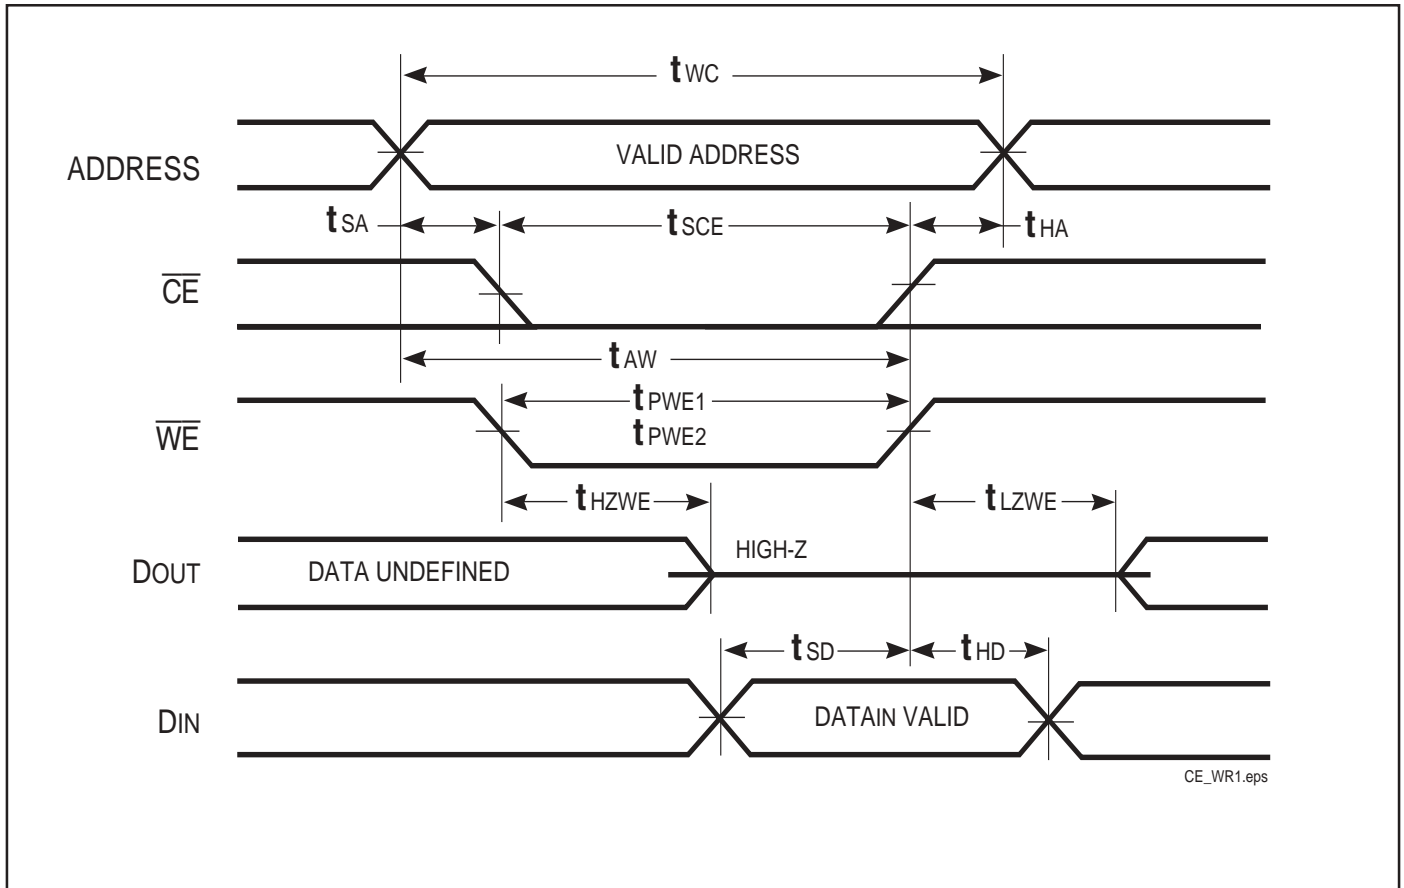 tWC
ADDRESS
VALID ADDRESS
tSA
tSCE
tHA
CE
tAW
tPWE1
WE
tPWE2
tHZWE
tLZWE
DOUT
DATA UNDEFINED
HIGH-Z
tSD
tHD
DIN
DATAIN VALID
CE_WR1.eps